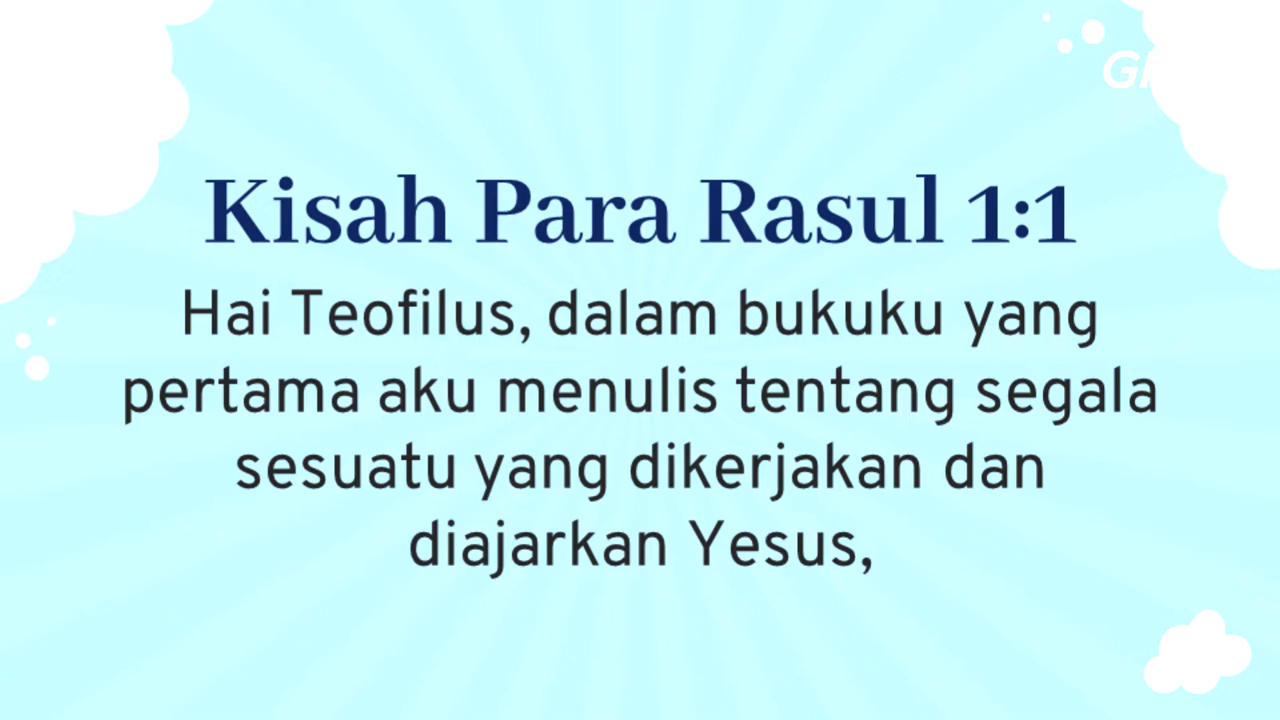 Kisah Para Rasul 1:1
Hai Teofilus, dalam bukuku yang
pertama aku menulis tentang segala
sesuatu yang dikerjakan dan
diajarkan Yesus,